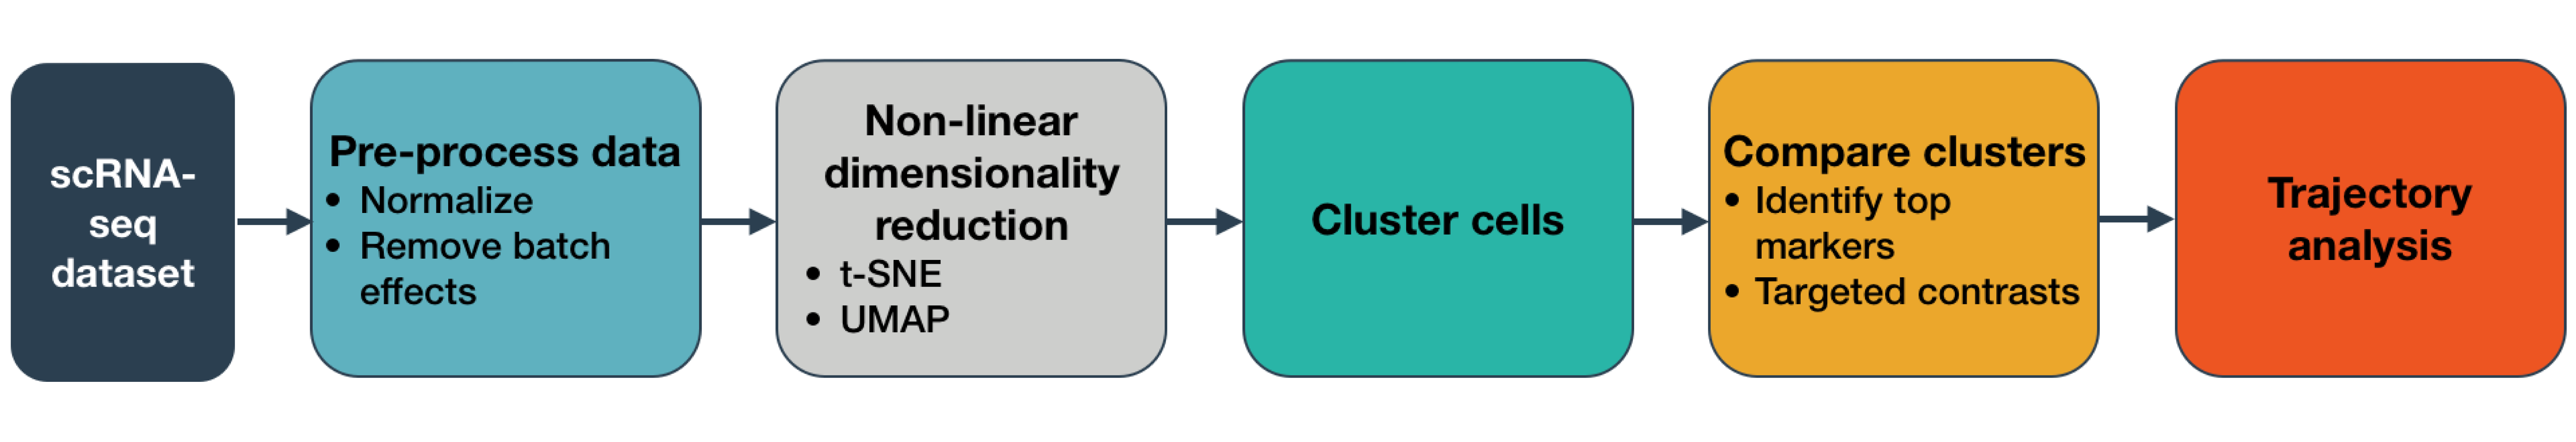 scRNA-
seq
dataset
Pre-process data
• Normalize
• Remove batch
effects
Non-linear
dimensionality
reduction
• t-SNE
• UMAP
Cluster cells
Compare clusters
• Identify top
markers
• Targeted contrasts
Trajectory
analysis